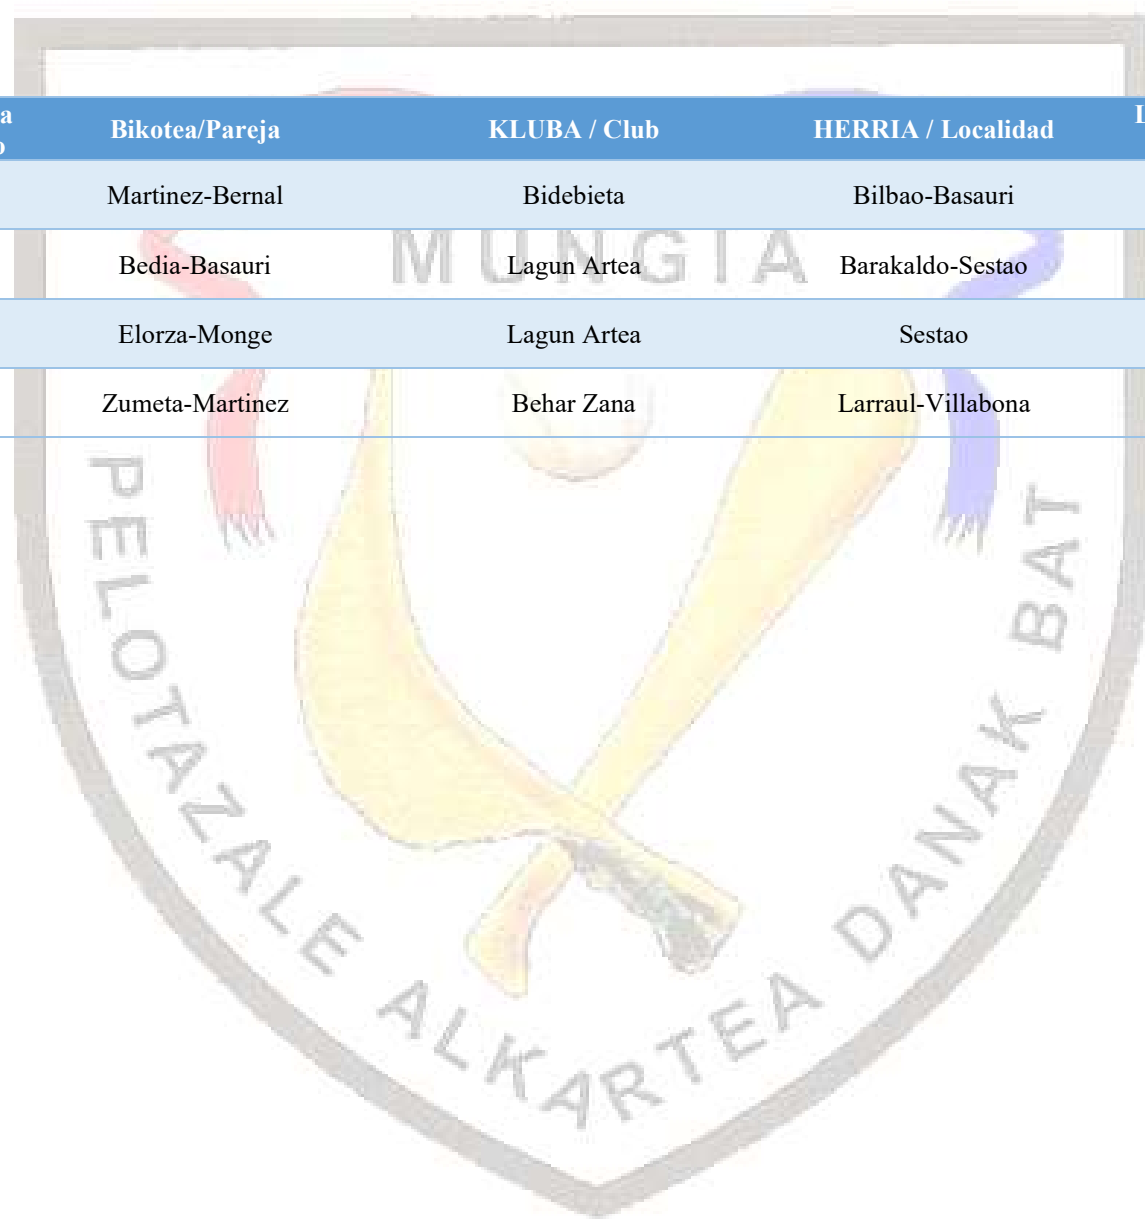 a Bikotea/Pareja KLUBA / Club HERRIA / Localidad L
o
Martinez-Bernal Bidebieta Bilbao-Basauri
MUNGIA
Bedia-Basauri Lagun Artea Barakaldo-Sestao
Elorza-Monge Lagun Artea Sestao
Zumeta-Martinez Behar Zana Larraul-Villabona
PELOTAZALE ALKARTEA DANAK BAT